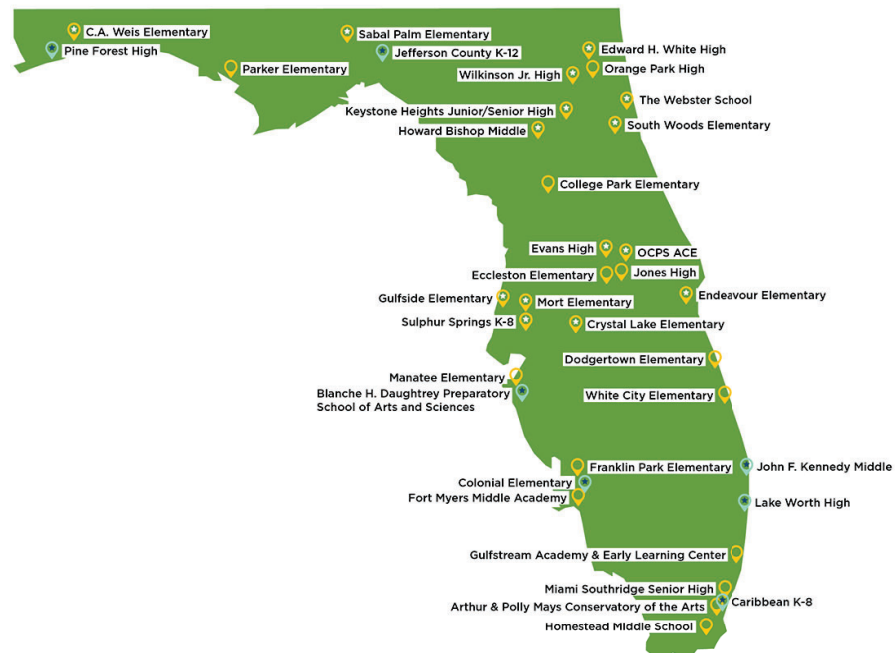 C.A. Weis Elementary
Pine Forest High
Parker Elementary
Sabal Palm Elementary
Jefferson County K-12
Edward H. White High
Orange Park High
Wilkinson Jr. High
The Webster School
Keystone Heights Junior/Senior High
South Woods Elementary
Howard Bishop Middle
College Park Elementary
Evans High
OCPS ACE
Eccleston Elementary
Jones High
Gulfside Elementary
Mort Elementary
Endeavour Elementary
Sulphur Springs K-8
Crystal Lake Elementary
Dodgertown Elementary
Manatee Elementary
Blanche H. Daughtrey Preparatory
School of Arts and Sciences
White City Elementary
Franklin Park Elementary
John F. Kennedy Middle
Colonial Elementary
Fort Myers Middle Academy
Lake Worth High
Gulfstream Academy & Early Learning Center
Miami Southridge Senior High
Caribbean K-8
Arthur & Polly Mays Conservatory of the Arts
Homestead Middle School